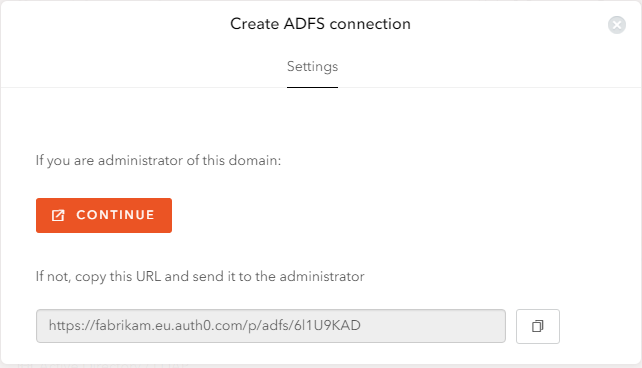 Create ADFS connection
Settings
If you are administrator of this domain:
CONTINUE
If not, copy this URL and send it to the administrator
https://fabrikam.eu.auth0.com/p/adfs/6l1U9KAD